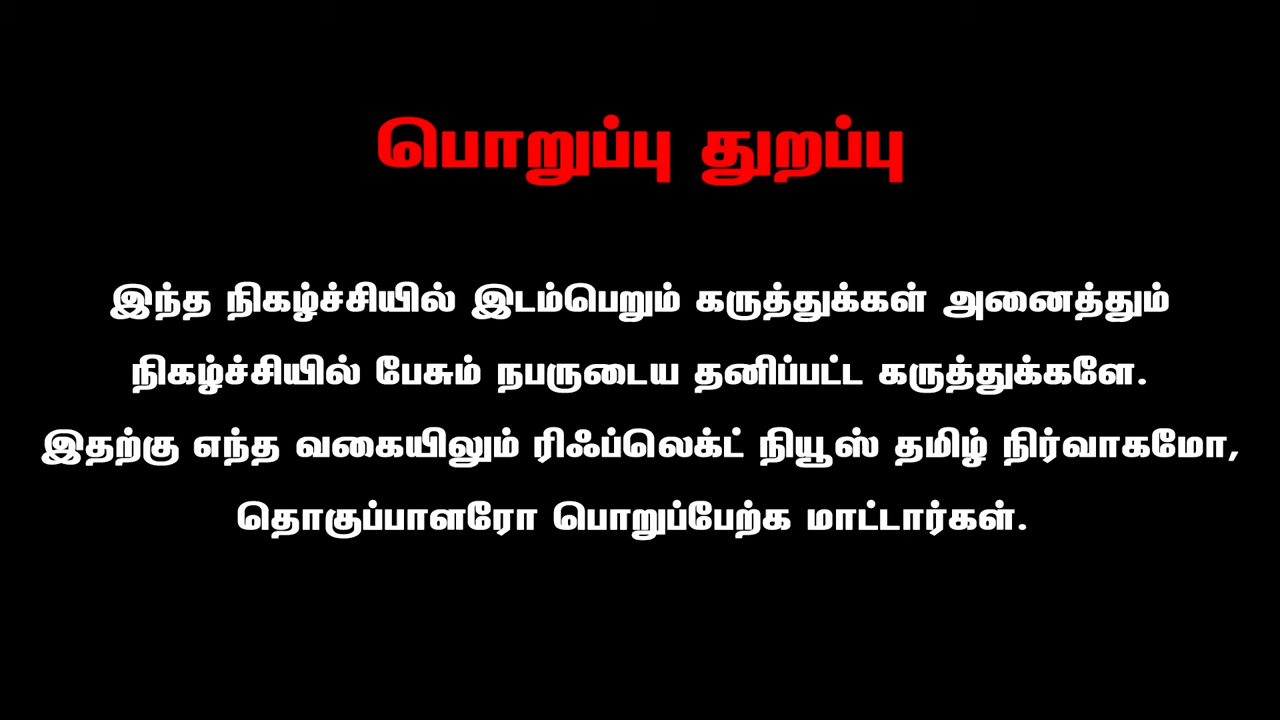 பொறுப்பு துறப்பு
இந்த நிகழ்ச்சியில் இடம்பெறும் கருத்துக்கள் அனைத்தும்
நிகழ்ச்சியில் பேசும் நபருடைய தனிப்பட்ட கருத்துக்களே.
இதற்கு எந்த வகையிலும் ரிஃப்லெக்ட் நியூஸ் தமிழ் நிர்வாகமோ,
தொகுப்பாளரோ பொறுப்பேற்க மாட்டார்கள்.